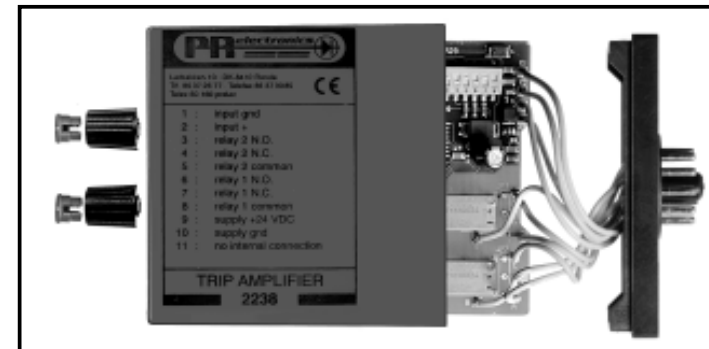 PR electronics
CE
1 : input gnd
2 : input +
3 : relay 2 N.O.
4 : relay 2 N.C.
5 : relay 2 common
6 : relay 1 N.O.
7 : relay 1 N.C.
8 : relay 1 common
9 : supply +24 VDC
10 : supply gnd
11 : no internal connection
TRIP AMPLIFIER
2238